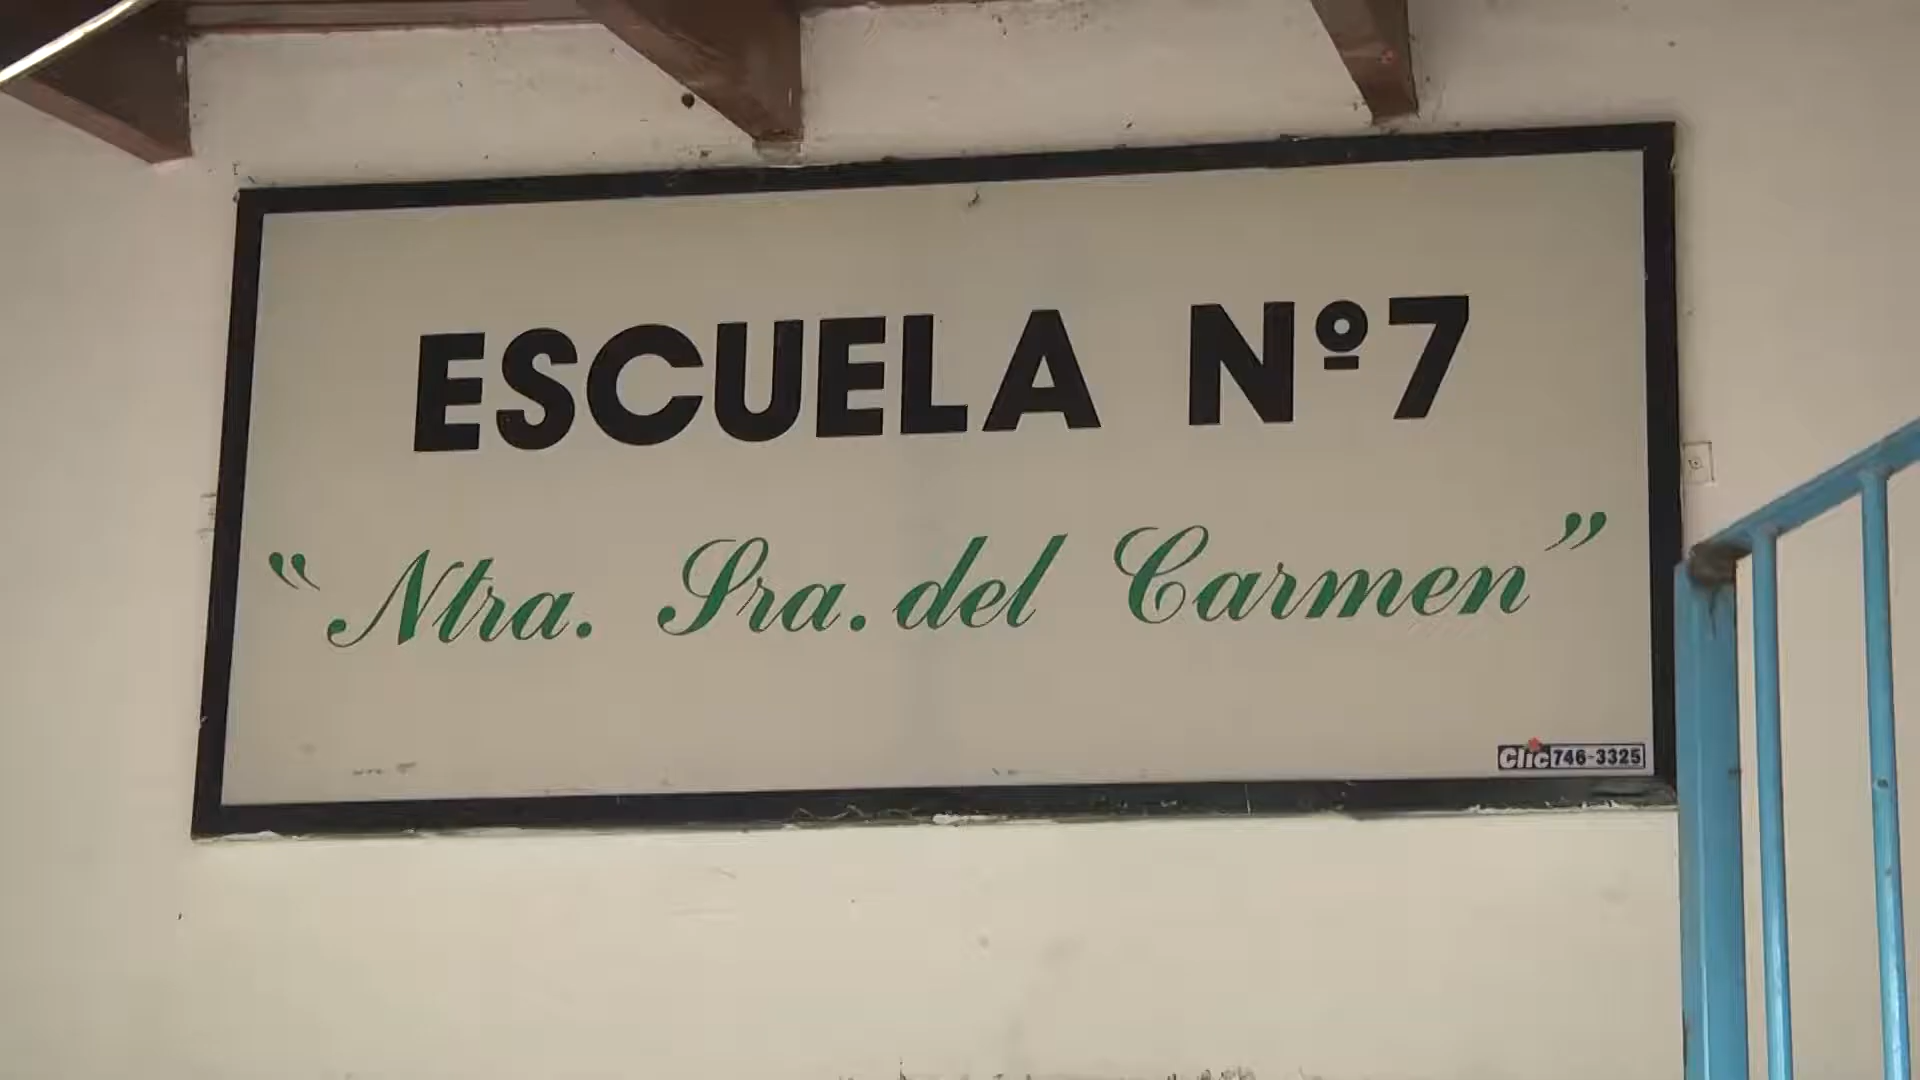 ESCUELA Nº7
“Ntra. Sra. del Carmen”
Clic 746-3325